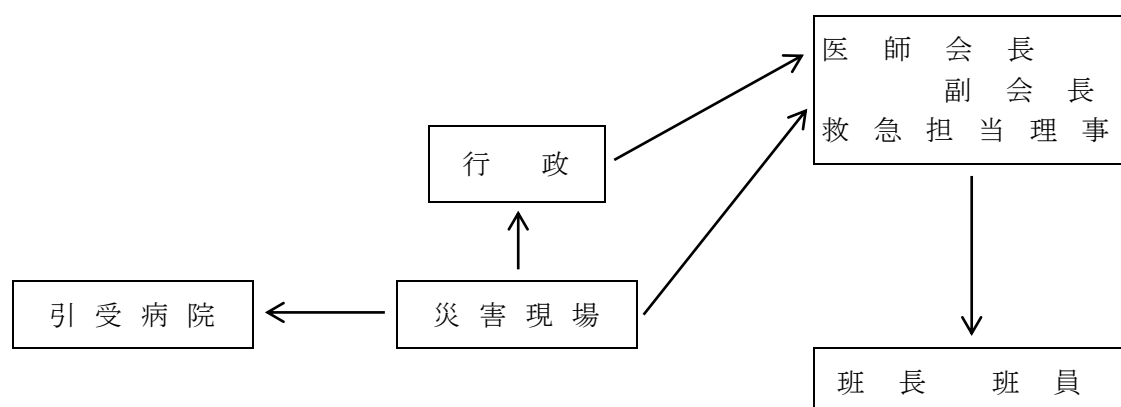 医師会長
副会長
救急担当理事
行政
引受病院
災害現場
班長 班員